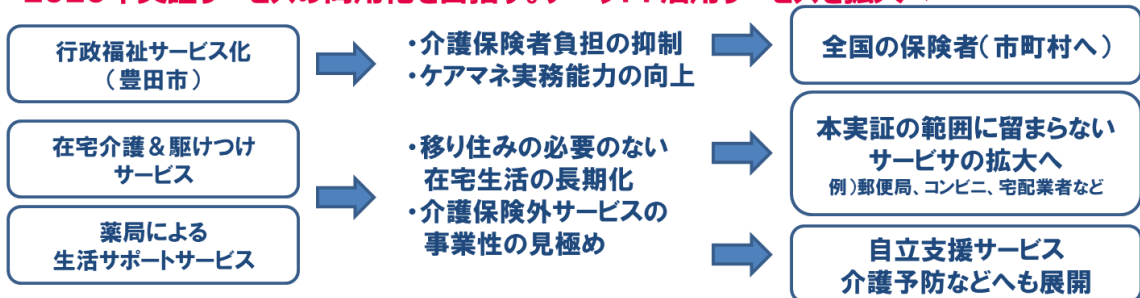 行政福祉サービス化
（豊田市）
・介護保険者負担の抑制
・ケアマネ実務能力の向上
全国の保険者（市町村へ）
在宅介護＆駆けつけ
サービス
薬局による
生活サポートサービス
・移り住みの必要のない
在宅生活の長期化
・介護保険外サービスの
事業性の見極め
本実証の範囲に留まらない
サービサの拡大へ
例）郵便局、コンビニ、宅配業者など
自立支援サービス
介護予防などへも展開